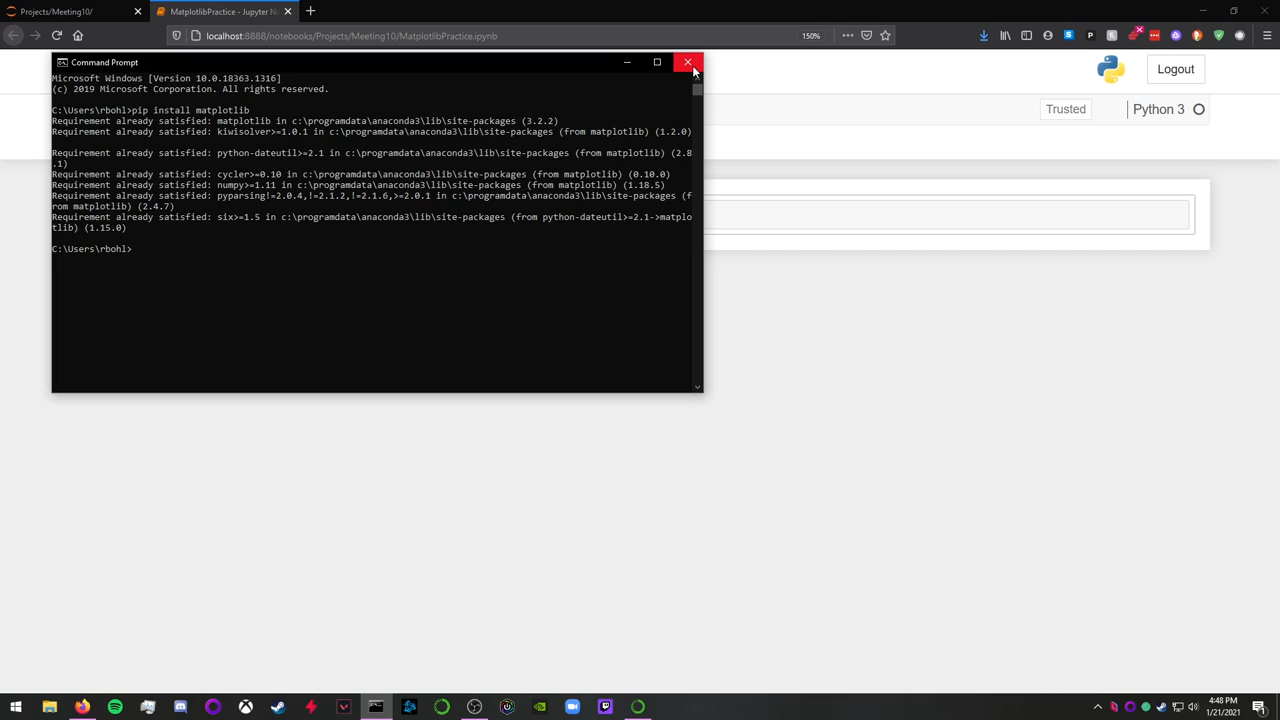 Projects/Meeting10/
MatplotlibPractice - Jupyter No
localhost:8888/notebooks/Projects/Meeting10/MatplotlibPractice.ipynb
150%
Command Prompt
Logout
Trusted
Python 3
Microsoft Windows [Version 10.0.18363.1316]
(c) 2019 Microsoft Corporation. All rights reserved.
C:\Users\rbohl>pip install matplotlib
Requirement already satisfied: matplotlib in c:\programdata\anaconda3\lib\site-packages (3.2.2)
Requirement already satisfied: kiwisolver>=1.0.1 in c:\programdata\anaconda3\lib\site-packages (from matplotlib) (1.2.0)
Requirement already satisfied: python-dateutil>=2.1 in c:\programdata\anaconda3\lib\site-packages (from matplotlib) (2.8
.1)
Requirement already satisfied: cycler>=0.10 in c:\programdata\anaconda3\lib\site-packages (from matplotlib) (0.10.0)
Requirement already satisfied: numpy>=1.11 in c:\programdata\anaconda3\lib\site-packages (from matplotlib) (1.18.5)
Requirement already satisfied: pyparsing!=2.0.4,!=2.1.2,!=2.1.6,>=2.0.1 in c:\programdata\anaconda3\lib\site-packages (f
rom matplotlib) (2.4.7)
Requirement already satisfied: six>=1.5 in c:\programdata\anaconda3\lib\site-packages (from python-dateutil>=2.1->matplo
tlib) (1.15.0)
C:\Users\rbohl>
4:48 PM
1/21/2021